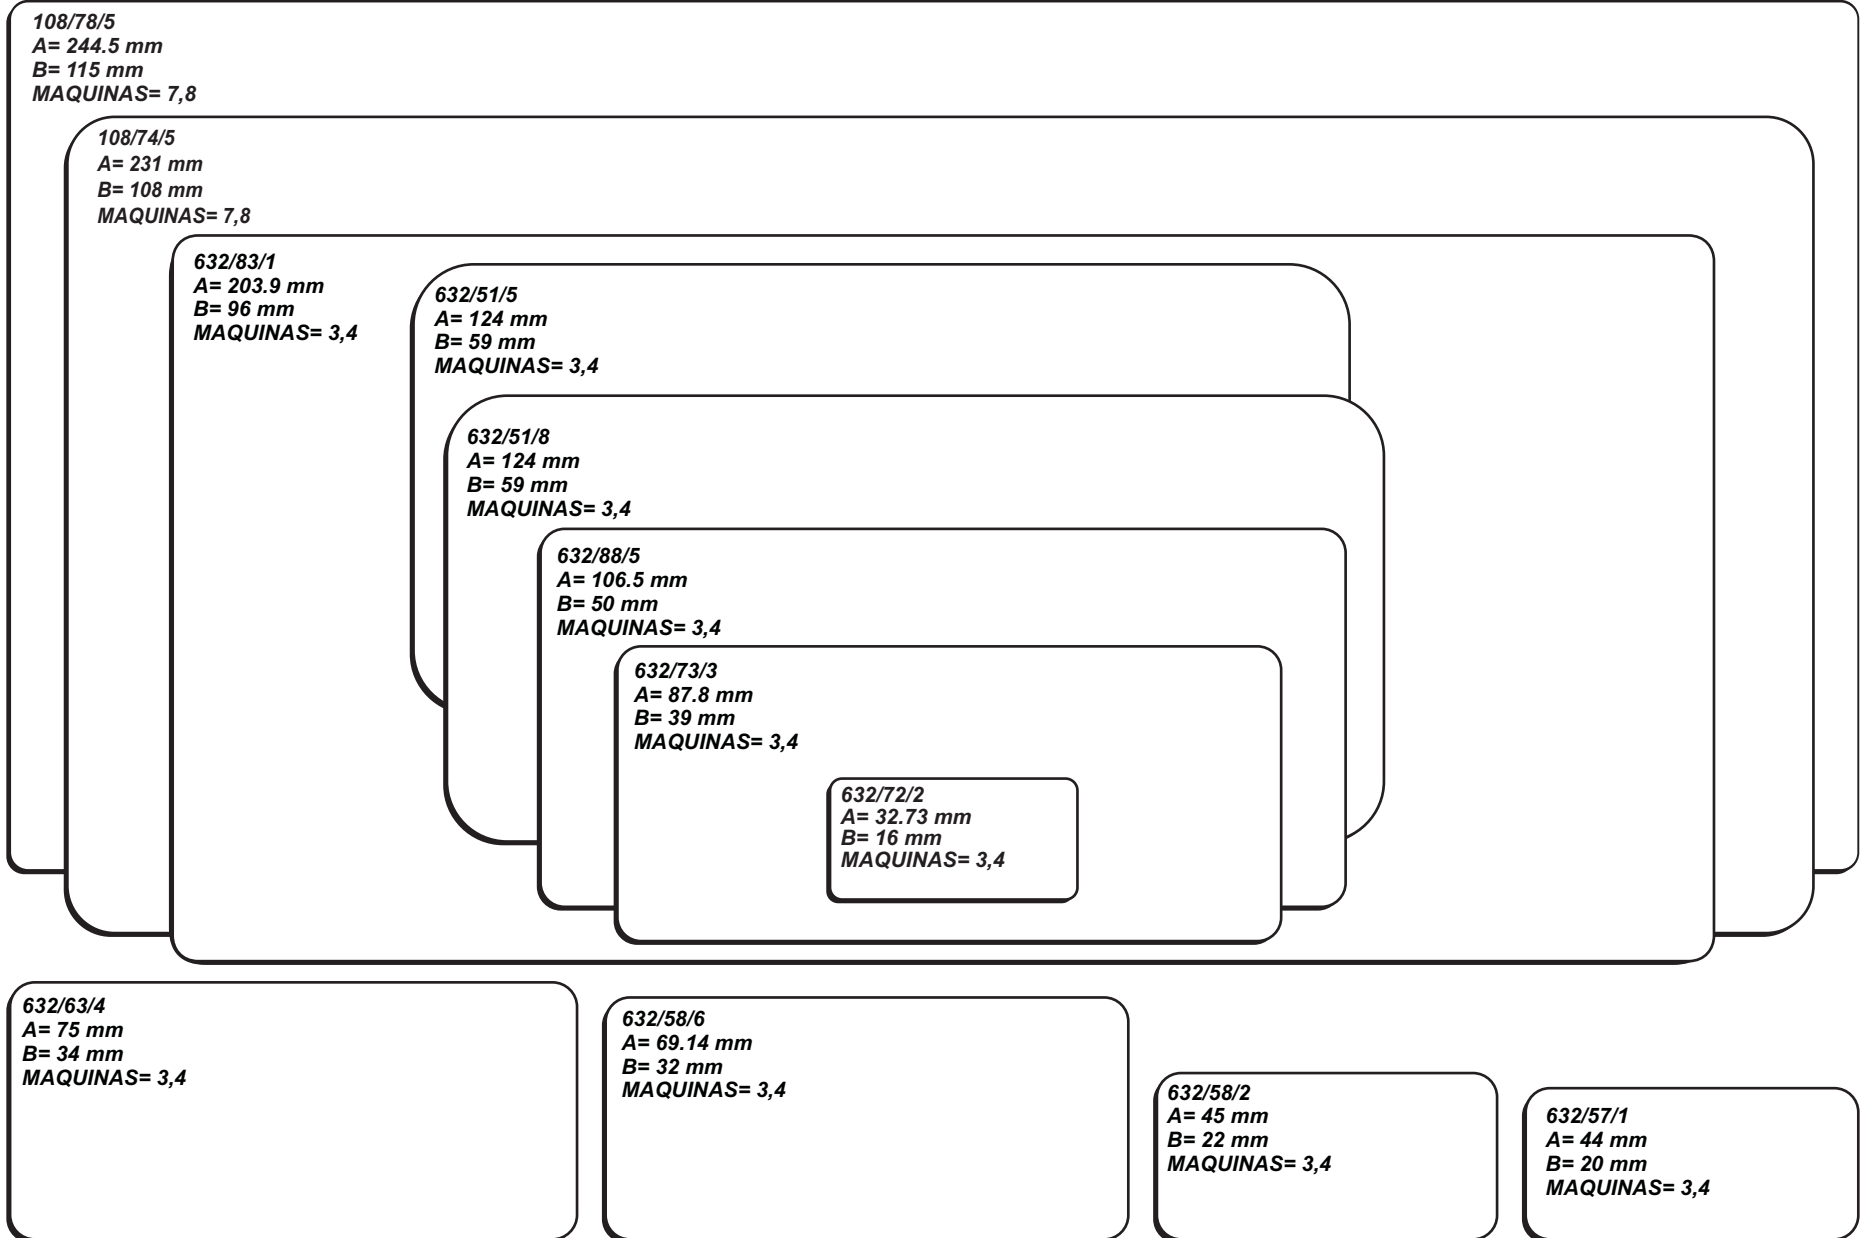 108/78/5
A= 244.5 mm
B= 115 mm
MAQUINAS= 7,8
108/74/5
A= 231 mm
B= 108 mm
MAQUINAS= 7,8
632/83/1
A= 203.9 mm
B= 96 mm
MAQUINAS= 3,4
632/51/5
A= 124 mm
B= 59 mm
MAQUINAS= 3,4
632/51/8
A= 124 mm
B= 59 mm
MAQUINAS= 3,4
632/88/5
A= 106.5 mm
B= 50 mm
MAQUINAS= 3,4
632/73/3
A= 87.8 mm
B= 39 mm
MAQUINAS= 3,4
632/72/2
A= 32.73 mm
B= 16 mm
MAQUINAS= 3,4
632/63/4
A= 75 mm
B= 34 mm
MAQUINAS= 3,4
632/58/6
A= 69.14 mm
B= 32 mm
MAQUINAS= 3,4
632/58/2
A= 45 mm
B= 22 mm
MAQUINAS= 3,4
632/57/1
A= 44 mm
B= 20 mm
MAQUINAS= 3,4